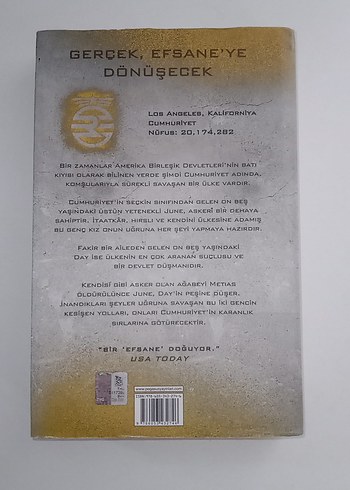 GERÇEK, EFSANE'YE
DÖNÜŞECEK
LOS ANGELES, KALİFORNİYA
CUMHURİYET
NÜFUS: 20,174,282
BİR ZAMANLAR AMERİKA BİRLEŞİK DEVLETLERİ'NİN BATI
KIYISI OLARAK BİLİNEN YERDE ŞİMDİ CUMHURİYET ADINDA,
KOMŞULARIYLA SÜREKLİ SAVAŞAN BİR ÜLKE VARDIR.
CUMHURİYET'İN SEÇKİN SINIFINDAN GELEN ON BEŞ
YAŞINDAKİ ÜSTÜN YETENEKLİ JUNE, ASKERİ BİR DEHAYA
SAHİPTİR. İTAATKÂR, HIRSLI VE KENDİNİ ÜLKESİNE ADAMIŞ
BU GENÇ KIZ ONUN UĞRUNA HER ŞEYİ YAPMAYA HAZIRDIR.
FAKİR BİR AİLEDEN GELEN ON BEŞ YAŞINDAKİ
DAY İSE ÜLKENİN EN ÇOK ARANAN SUÇLUSU VE
BİR DEVLET DÜŞMANIDIR.
KENDİSİ GİBİ ASKER OLAN AĞABEYİ METIAS
ÖLDÜRÜLÜNCE JUNE, DAY'İN PEŞİNE DÜŞER.
İNANDIKLARI ŞEYLER UĞRUNA SAVAŞAN BU İKİ GENCİN
KESİŞEN YOLLARI, ONLARI CUMHURİYET'İN KARANLIK
SIRLARINA GÖTÜRECEKTİR.
"BİR 'EFSANE' DOĞUYOR."
USA TODAY